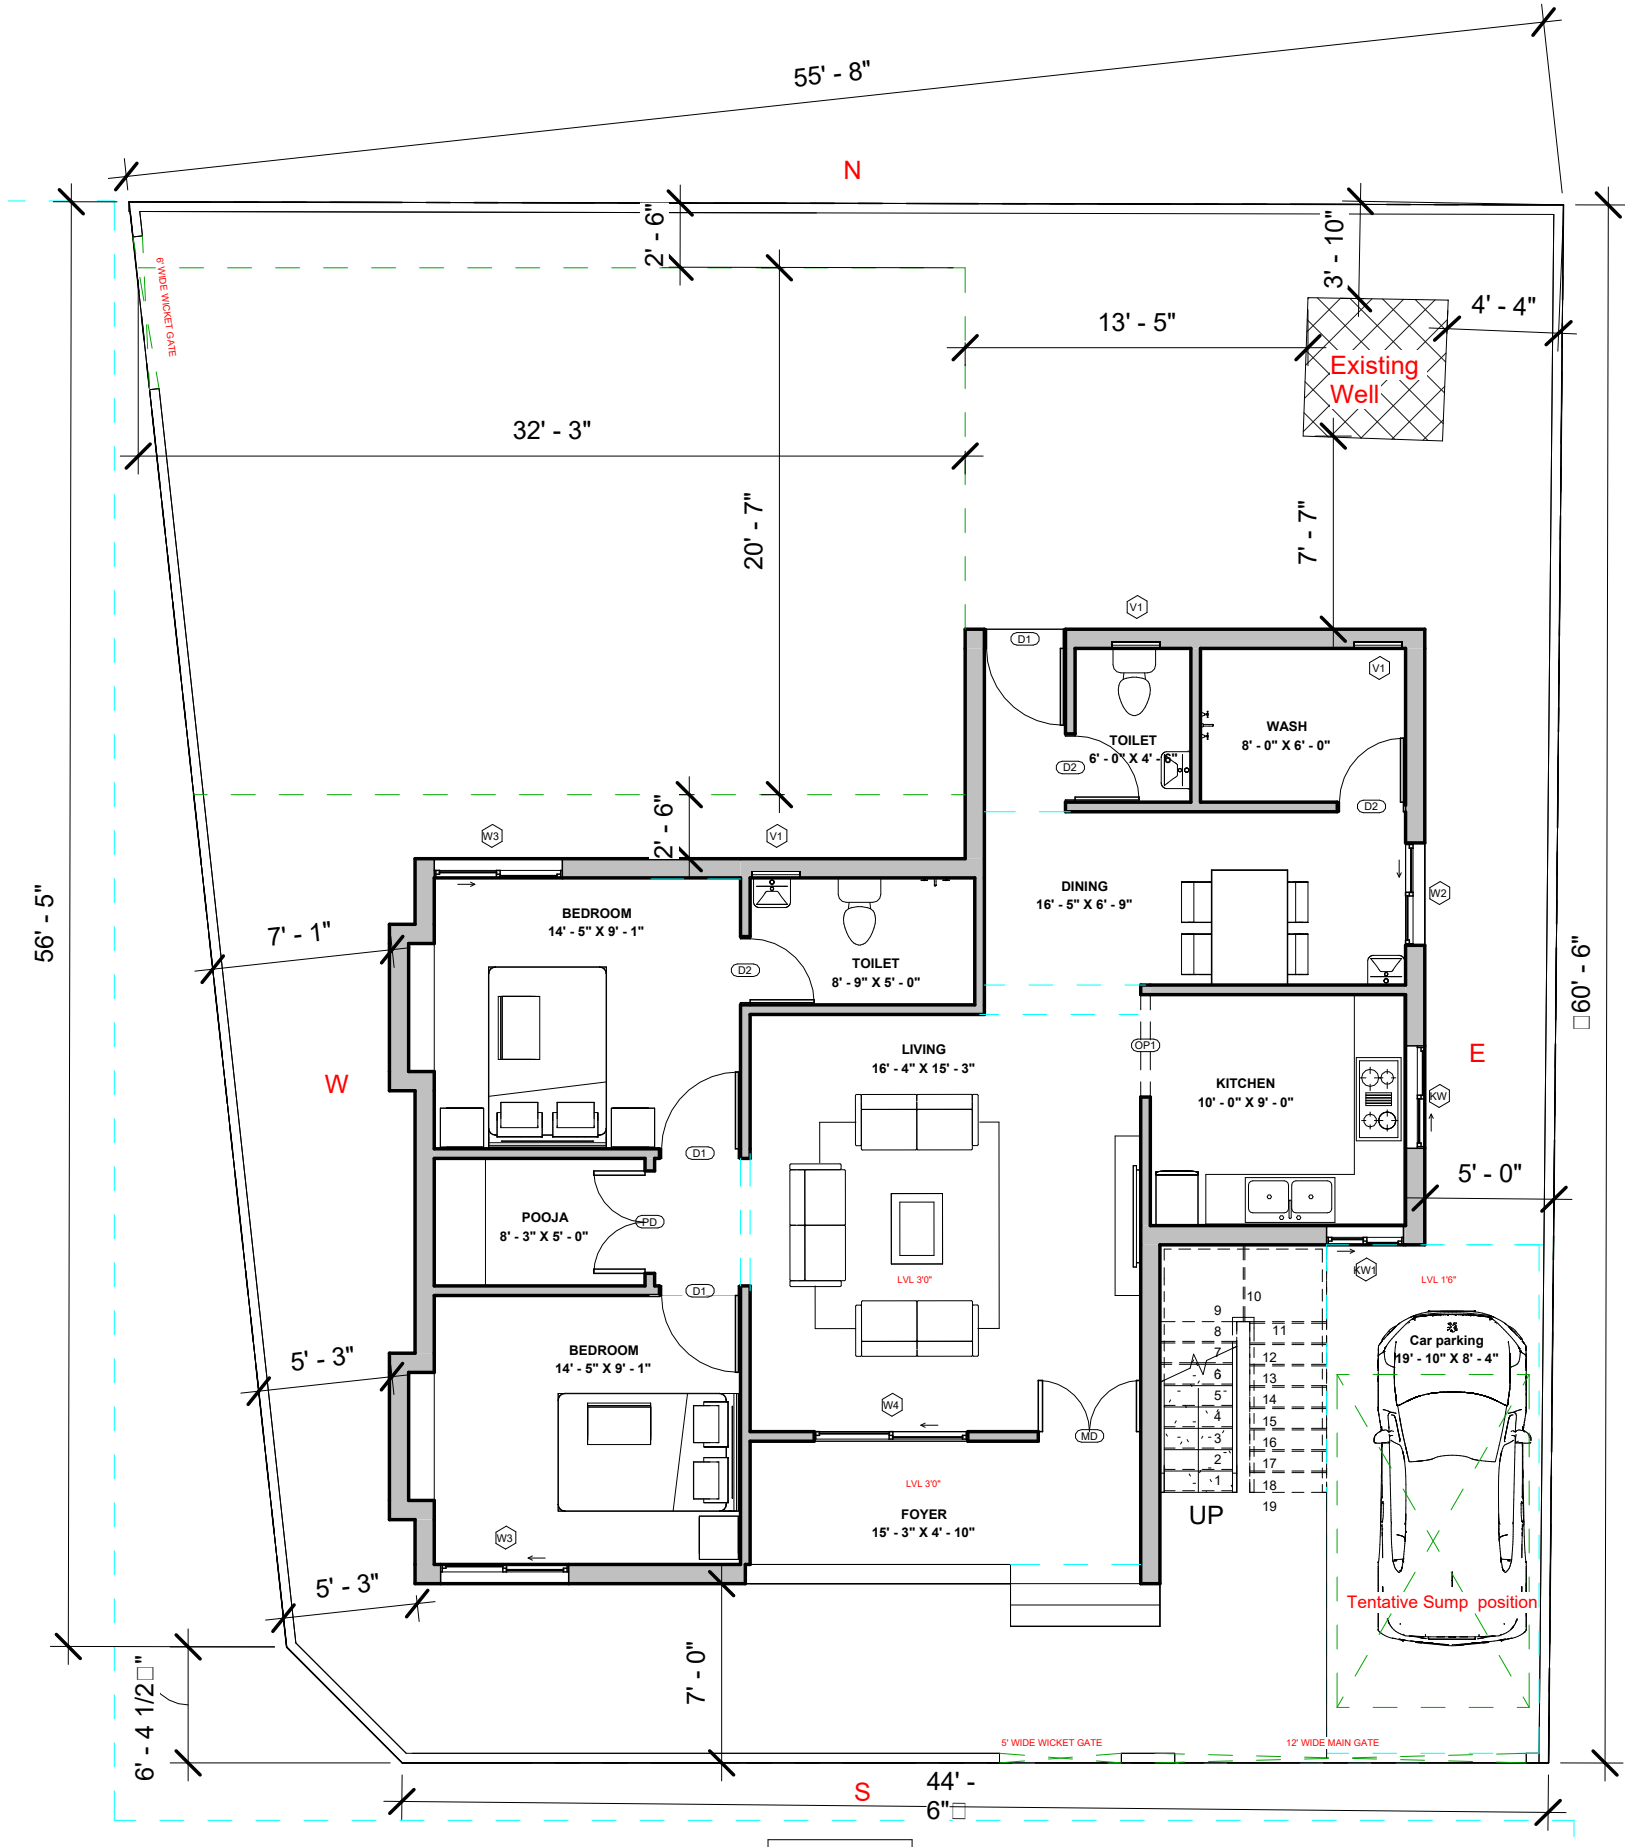 55' - 8"
N
2' - 6"
3' - 10"
6' WIDE WICKET GATE
4' - 4"
13' - 5"
Existing
Well
32' - 3"
20' - 7"
7' - 7"
V1
D1
V1
WASH
8' - 0" X 6' - 0"
TOILET
6' - 0" X 4' - 6"
D2
D2
2' - 6"
W3
V1
DINING
16' - 5" X 6' - 9"
W2
56' - 5"
7' - 1"
BEDROOM
14' - 5" X 9' - 1"
D2
TOILET
8' - 9" X 5' - 0"
60' - 6"
LIVING
16' - 4" X 15' - 3"
OP1
E
W
KITCHEN
10' - 0" X 9' - 0"
KW
D1
5' - 0"
POOJA
8' - 3" X 5' - 0"
PD
LVL 3'0"
KW1
LVL 1'6"
D1
10
9
8
11
7
12
6
13
5
14
4
15
3
16
2
17
1
18
19
UP
Car parking
19' - 10" X 8' - 4"
5' - 3"
BEDROOM
14' - 5" X 9' - 1"
W4
MD
LVL 3'0"
FOYER
15' - 3" X 4' - 10"
W3
5' - 3"
Tentative Sump position
7' - 0"
6' - 4 1/2"
5' WIDE WICKET GATE
12' WIDE MAIN GATE
S
44' -
6"